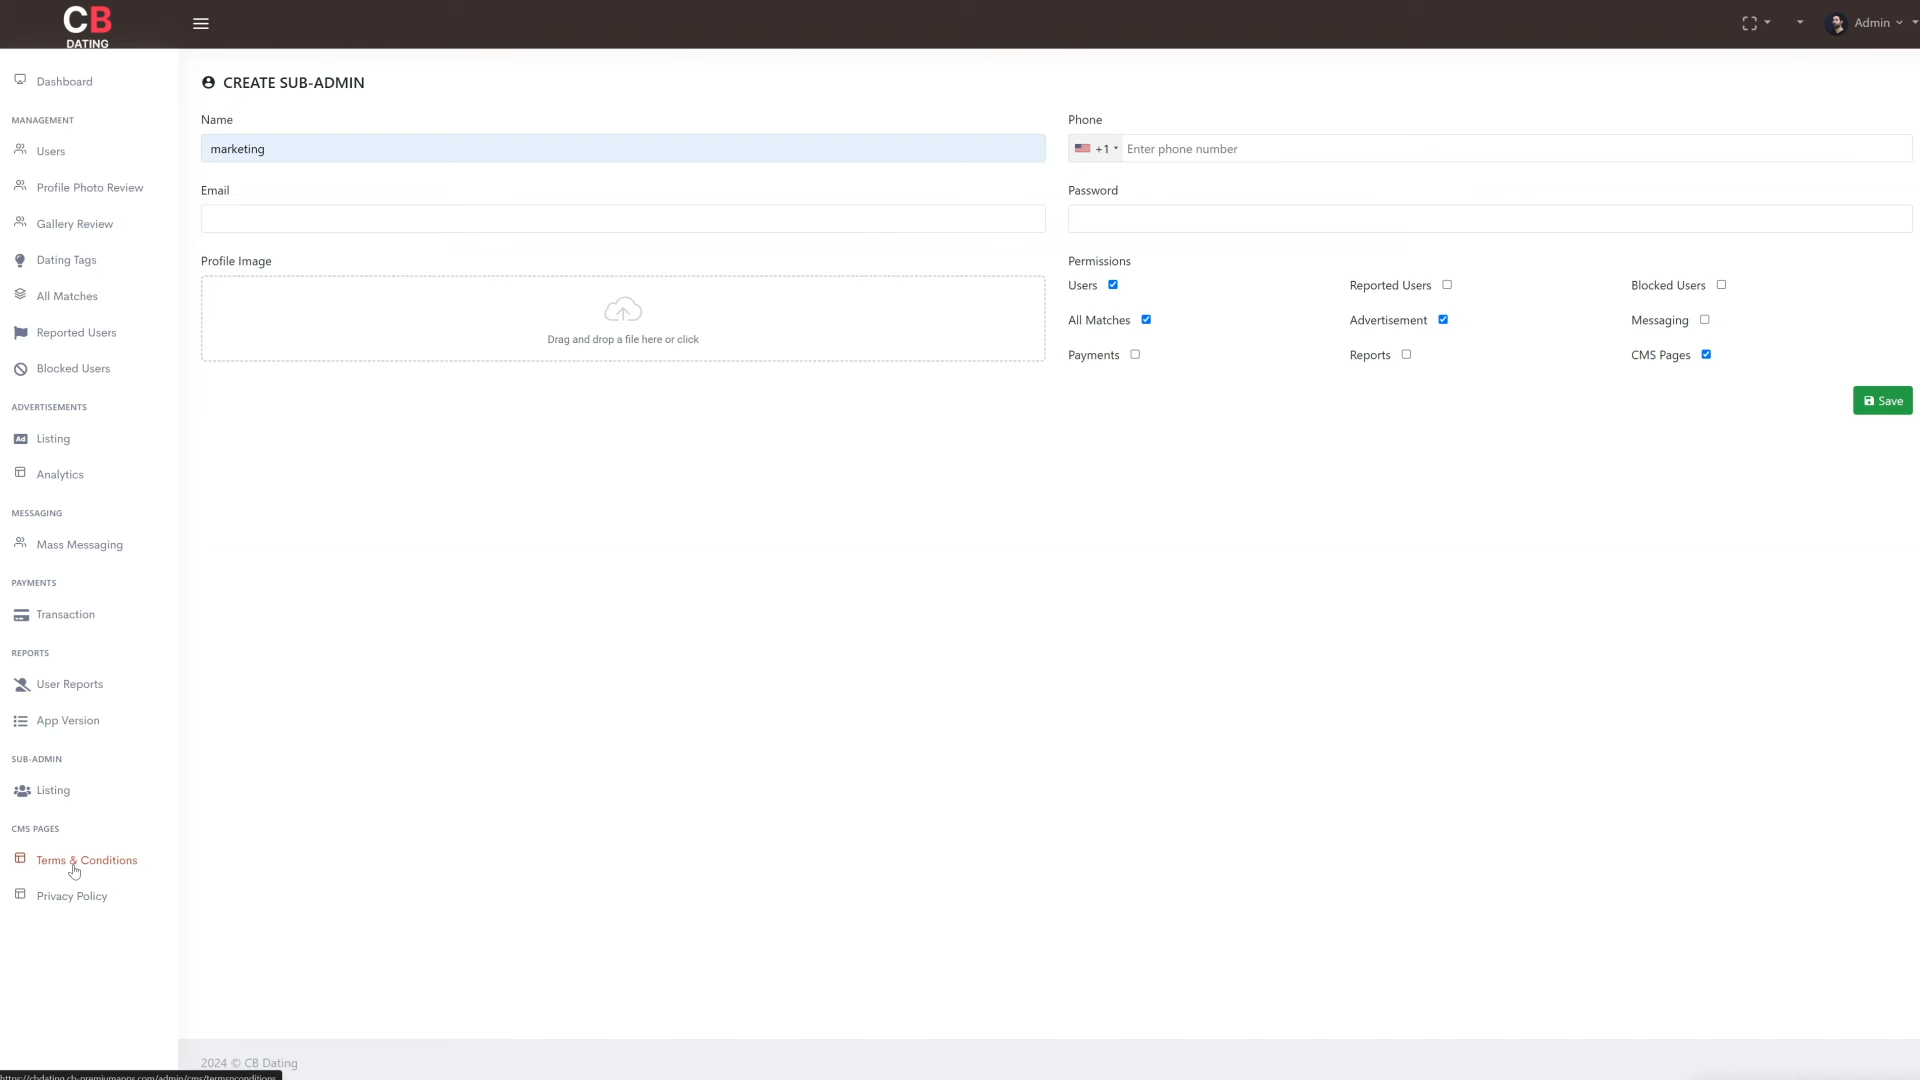 CB
DATING
Admin
Dashboard
MANAGEMENT
Users
Profile Photo Review
Gallery Review
Dating Tags
All Matches
Reported Users
Blocked Users
ADVERTISEMENTS
Ad Listing
Analytics
MESSAGING
Mass Messaging
PAYMENTS
Transaction
REPORTS
User Reports
App Version
SUB-ADMIN
Listing
CMS PAGES
Terms & Conditions
Privacy Policy
CREATE SUB-ADMIN
Name
marketing
Phone
+1 Enter phone number
Email
Password
Profile Image
Drag and drop a file here or click
Permissions
Users Reported Users Blocked Users
All Matches Advertisement Messaging
Payments Reports CMS Pages
Save
2024 © CB Dating